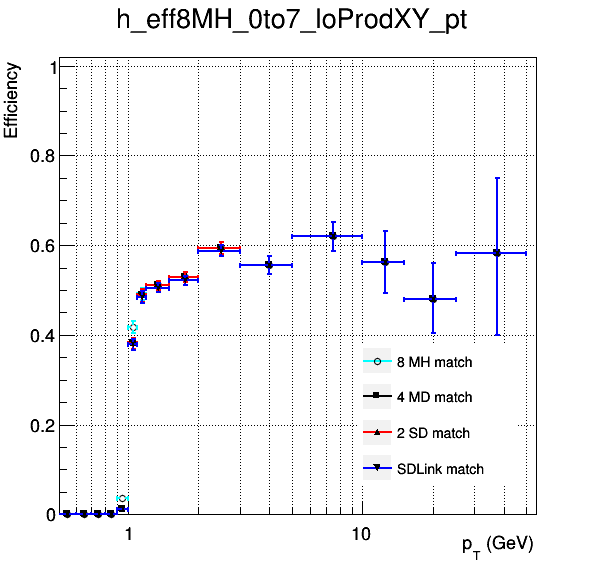 h_eff8MH_0to7_loProdXY_pt
Efficiency
1
0.8
0.6
0.4
0.2
0
8 MH match
4 MD match
2 SD match
SDLink match
1
10
p_T (GeV)